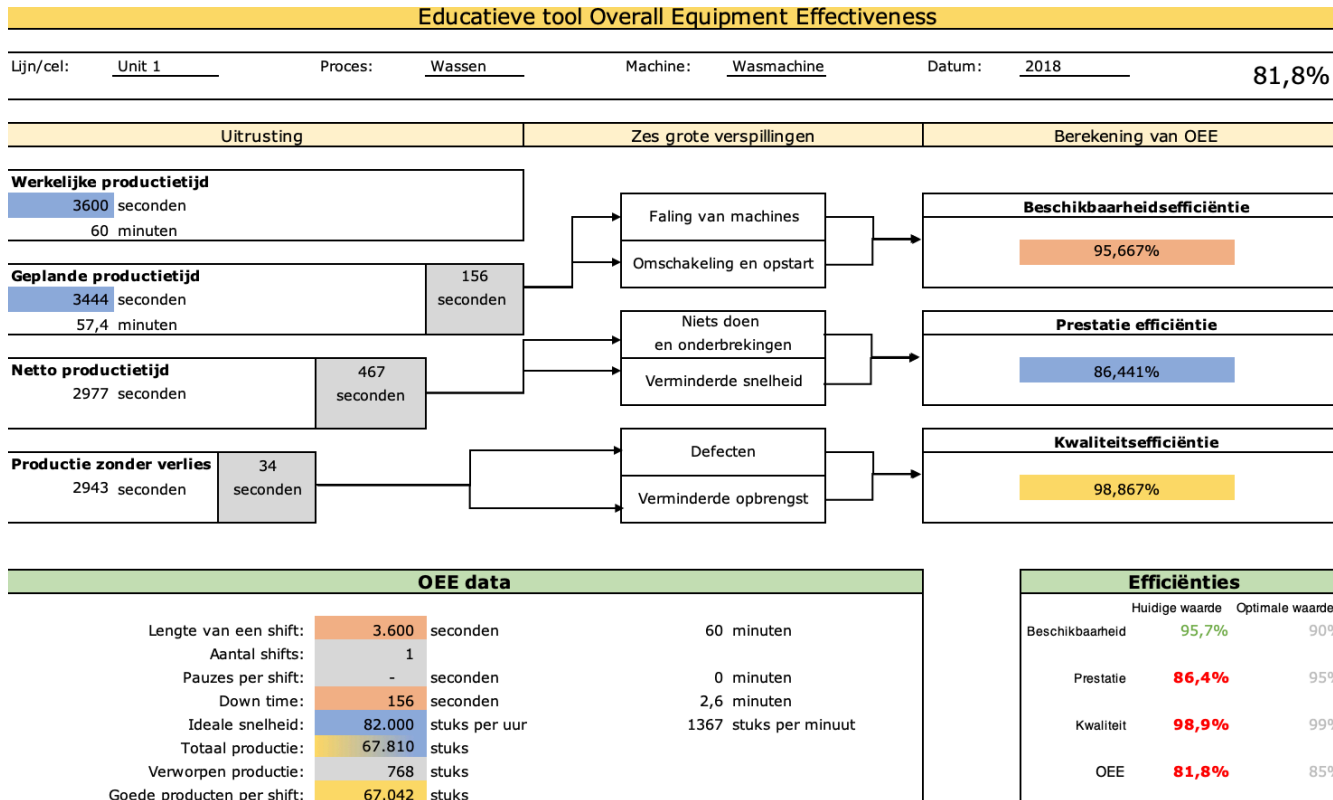 Educatieve tool Overall Equipment Effectiveness
Lijn/cel: Unit 1 Proces: Wassen Machine: Wasmachine Datum: 2018 81,8%
Uitrusting Zes grote verspillingen Berekening van OEE
Werkelijke productietijd
3600 seconden
60 minuten
Geplande productietijd
3444 seconden
57,4 minuten
156
seconden
Netto productietijd
2977 seconden
467
seconden
Productie zonder verlies
2943 seconden
34
seconden
Faling van machines
Omschakeling en opstart
Niets doen
en onderbrekingen
Verminderde snelheid
Defecten
Verminderde opbrengst
Beschikbaarheidsefficiëntie
95,667%
Prestatie efficiëntie
86,441%
Kwaliteitsefficiëntie
98,867%
OEE data
Lengte van een shift: 3.600 seconden 60 minuten
Aantal shifts: 1
Pauzes per shift: - seconden 0 minuten
Down time: 156 seconden 2,6 minuten
Ideale snelheid: 82.000 stuks per uur 1367 stuks per minuut
Totaal productie: 67.810 stuks
Verworpen productie: 768 stuks
Goede producten per shift: 67.042 stuks
Efficiënties
Huidige waarde Optimale waarde
Beschikbaarheid 95,7% 90%
Prestatie 86,4% 95%
Kwaliteit 98,9% 99%
OEE 81,8% 85%